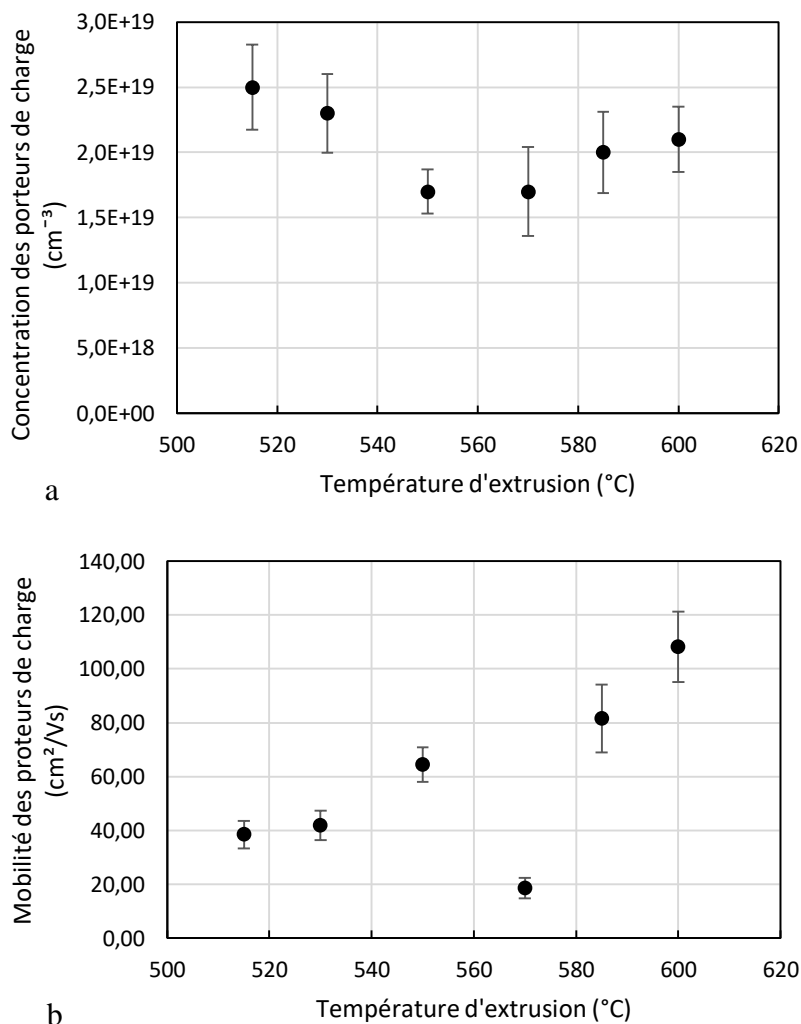 Concentration des porteurs de charge
(cm⁻³)
3,0E+19
2,5E+19
2,0E+19
1,5E+19
1,0E+19
5,0E+18
0,0E+00
500 520 540 560 580 600 620
Température d'extrusion (°C)
a
Mobilité des proteurs de charge
(cm²/Vs)
140,00
120,00
100,00
80,00
60,00
40,00
20,00
0,00
500 520 540 560 580 600 620
Température d'extrusion (°C)
b